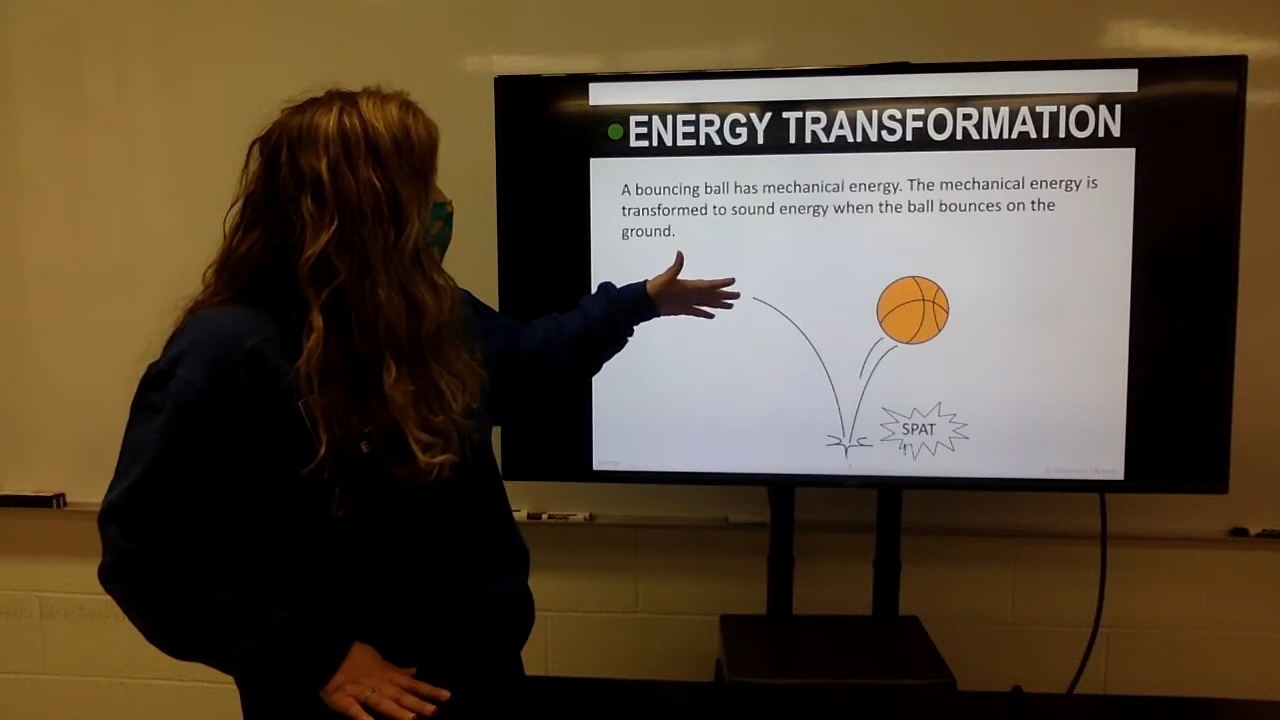 ENERGY TRANSFORMATION
A bouncing ball has mechanical energy. The mechanical energy is
transformed to sound energy when the ball bounces on the
ground.
SPAT